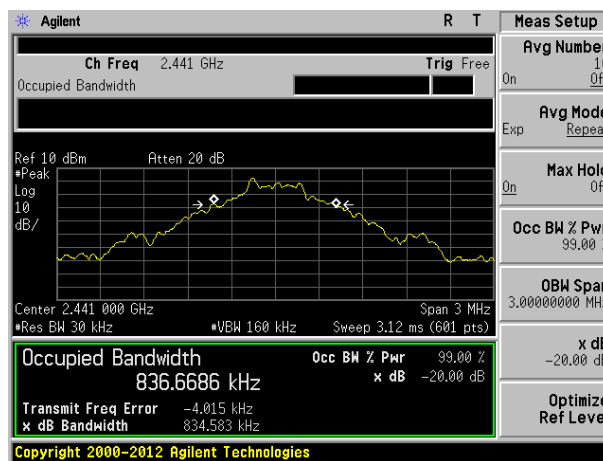 Agilent R T Meas Setup
Ch Freq 2.441 GHz Trig Free
Occupied Bandwidth
Avg Number
On
Avg Mode
Exp Repeat
Max Hold
On
Occ BW % Pwr
99.00 %
OBW Span
3.00000000 MHz
x dB
-20.00 dB
Optimize
Ref Level
Ref 10 dBm Atten 20 dB
#Peak
Log
10
dB/
Center 2.441 000 GHz Span 3 MHz
#Res BW 30 kHz #VBW 160 kHz Sweep 3.12 ms (601 pts)
Occupied Bandwidth Occ BW % Pwr 99.00 %
836.6686 kHz x dB -20.00 dB
Transmit Freq Error -4.015 kHz
x dB Bandwidth 834.583 kHz
Copyright 2000-2012 Agilent Technologies